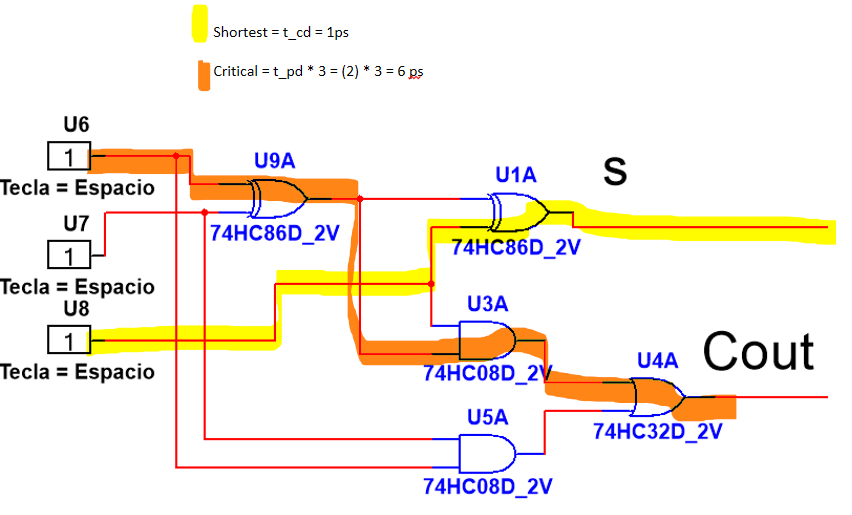 Shortest = t_cd = 1ps
Critical = t_pd * 3 = (2) * 3 = 6 ps
U6
1
Tecla = Espacio
U9A
74HC86D_2V
U7
1
Tecla = Espacio
U8
1
Tecla = Espacio
U1A
S
74HC86D_2V
U3A
74HC08D_2V
U4A
Cout
74HC32D_2V
U5A
74HC08D_2V